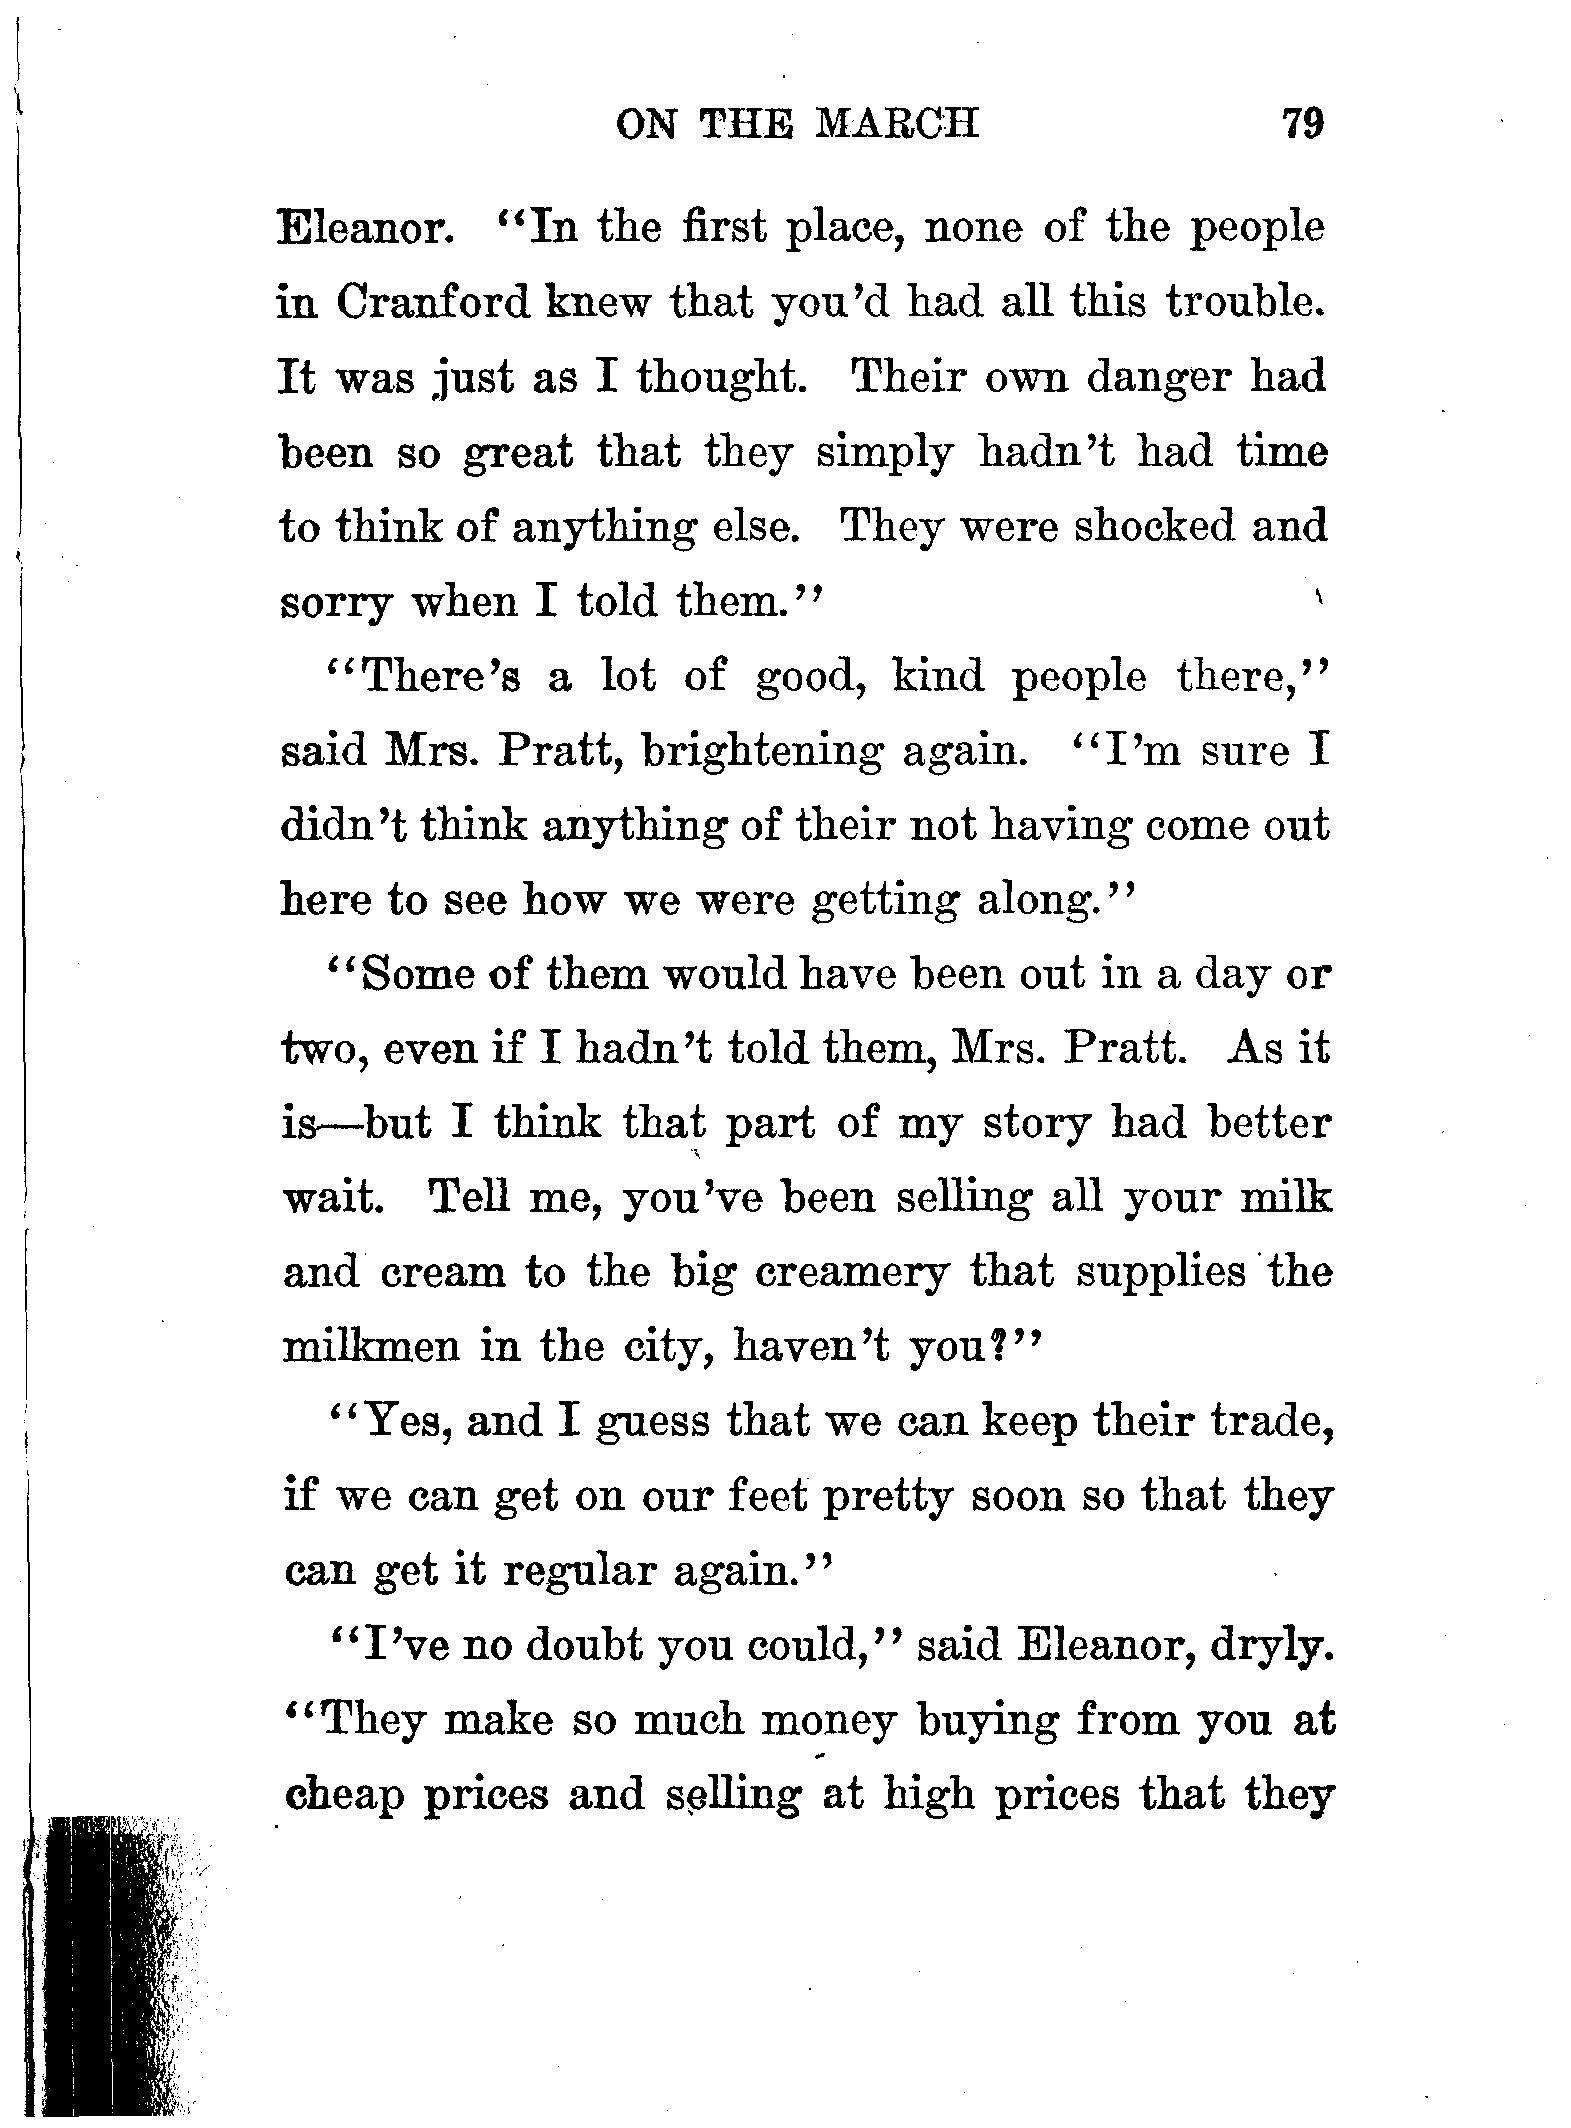 ON THE MARCH 79
Eleanor. "In the first place, none of the people
in Cranford knew that you'd had all this trouble.
It was just as I thought. Their own danger had
been so great that they simply hadn't had time
to think of anything else. They were shocked and
sorry when I told them."
"There's a lot of good, kind people there,"
said Mrs. Pratt, brightening again. "I'm sure I
didn't think anything of their not having come out
here to see how we were getting along."
"Some of them would have been out in a day or
two, even if I hadn't told them, Mrs. Pratt. As it
is—but I think that part of my story had better
wait. Tell me, you've been selling all your milk
and cream to the big creamery that supplies the
milkmen in the city, haven't you?"
"Yes, and I guess that we can keep their trade,
if we can get on our feet pretty soon so that they
can get it regular again."
"I've no doubt you could," said Eleanor, dryly.
"They make so much money buying from you at
cheap prices and selling at high prices that they